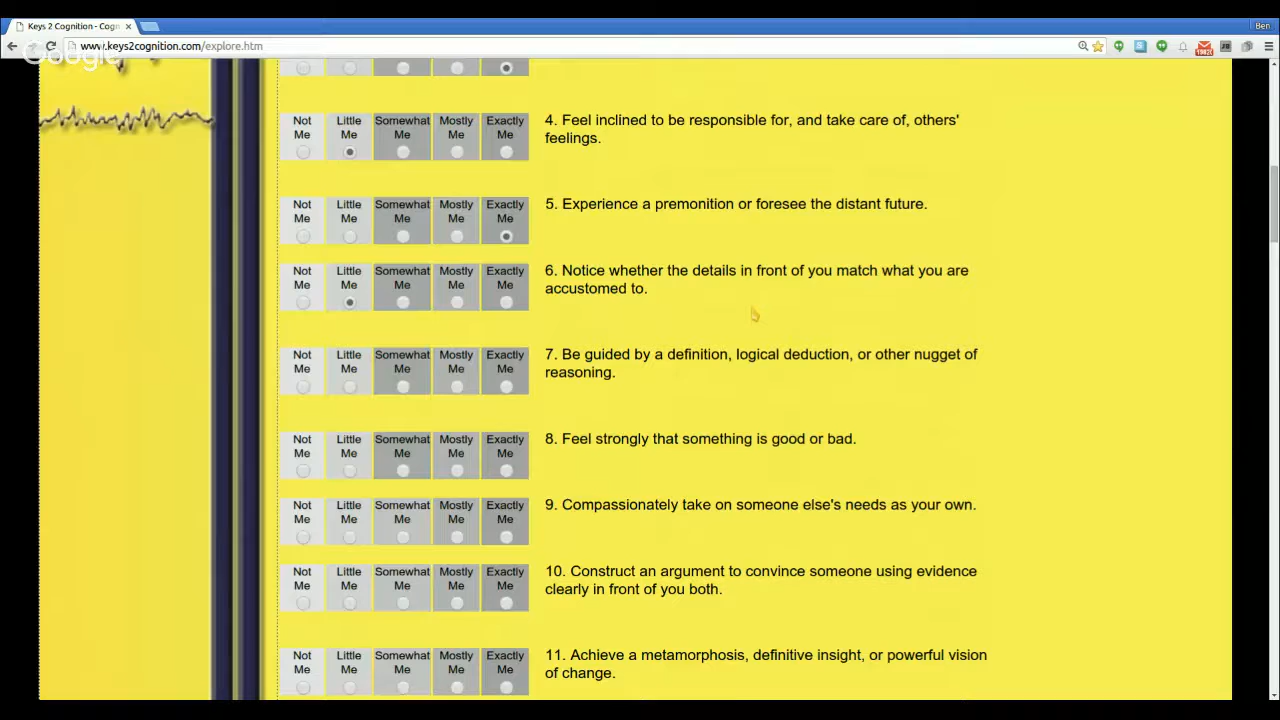 Keys 2 Cognition - Cogn
Ben
www.keys2cognition.com/explore.htm
Google
Not Me
Little Me
Somewhat Me
Mostly Me
Exactly Me
4. Feel inclined to be responsible for, and take care of, others'
feelings.
Not Me
Little Me
Somewhat Me
Mostly Me
Exactly Me
5. Experience a premonition or foresee the distant future.
Not Me
Little Me
Somewhat Me
Mostly Me
Exactly Me
6. Notice whether the details in front of you match what you are
accustomed to.
Not Me
Little Me
Somewhat Me
Mostly Me
Exactly Me
7. Be guided by a definition, logical deduction, or other nugget of
reasoning.
Not Me
Little Me
Somewhat Me
Mostly Me
Exactly Me
8. Feel strongly that something is good or bad.
Not Me
Little Me
Somewhat Me
Mostly Me
Exactly Me
9. Compassionately take on someone else's needs as your own.
Not Me
Little Me
Somewhat Me
Mostly Me
Exactly Me
10. Construct an argument to convince someone using evidence
clearly in front of you both.
Not Me
Little Me
Somewhat Me
Mostly Me
Exactly Me
11. Achieve a metamorphosis, definitive insight, or powerful vision
of change.